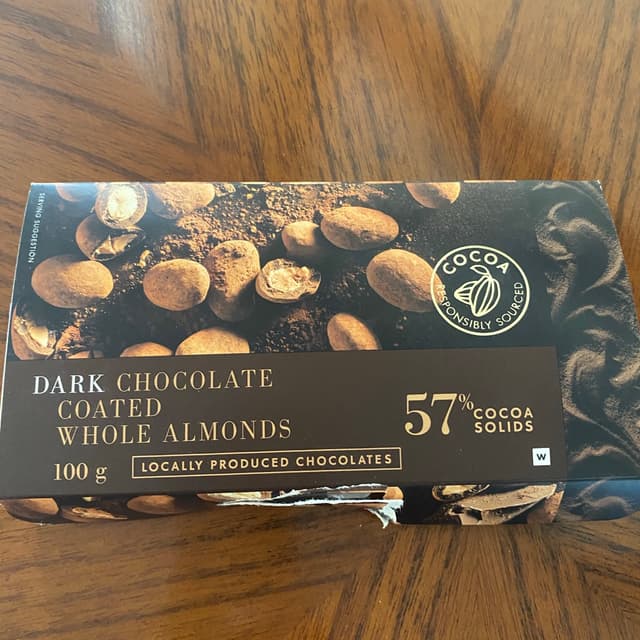 SERVING SUGGESTION
COCOA
RESPONSIBLY SOURCED
DARK CHOCOLATE
COATED
WHOLE ALMONDS
57% COCOA
SOLIDS
100 g
LOCALLY PRODUCED CHOCOLATES
W